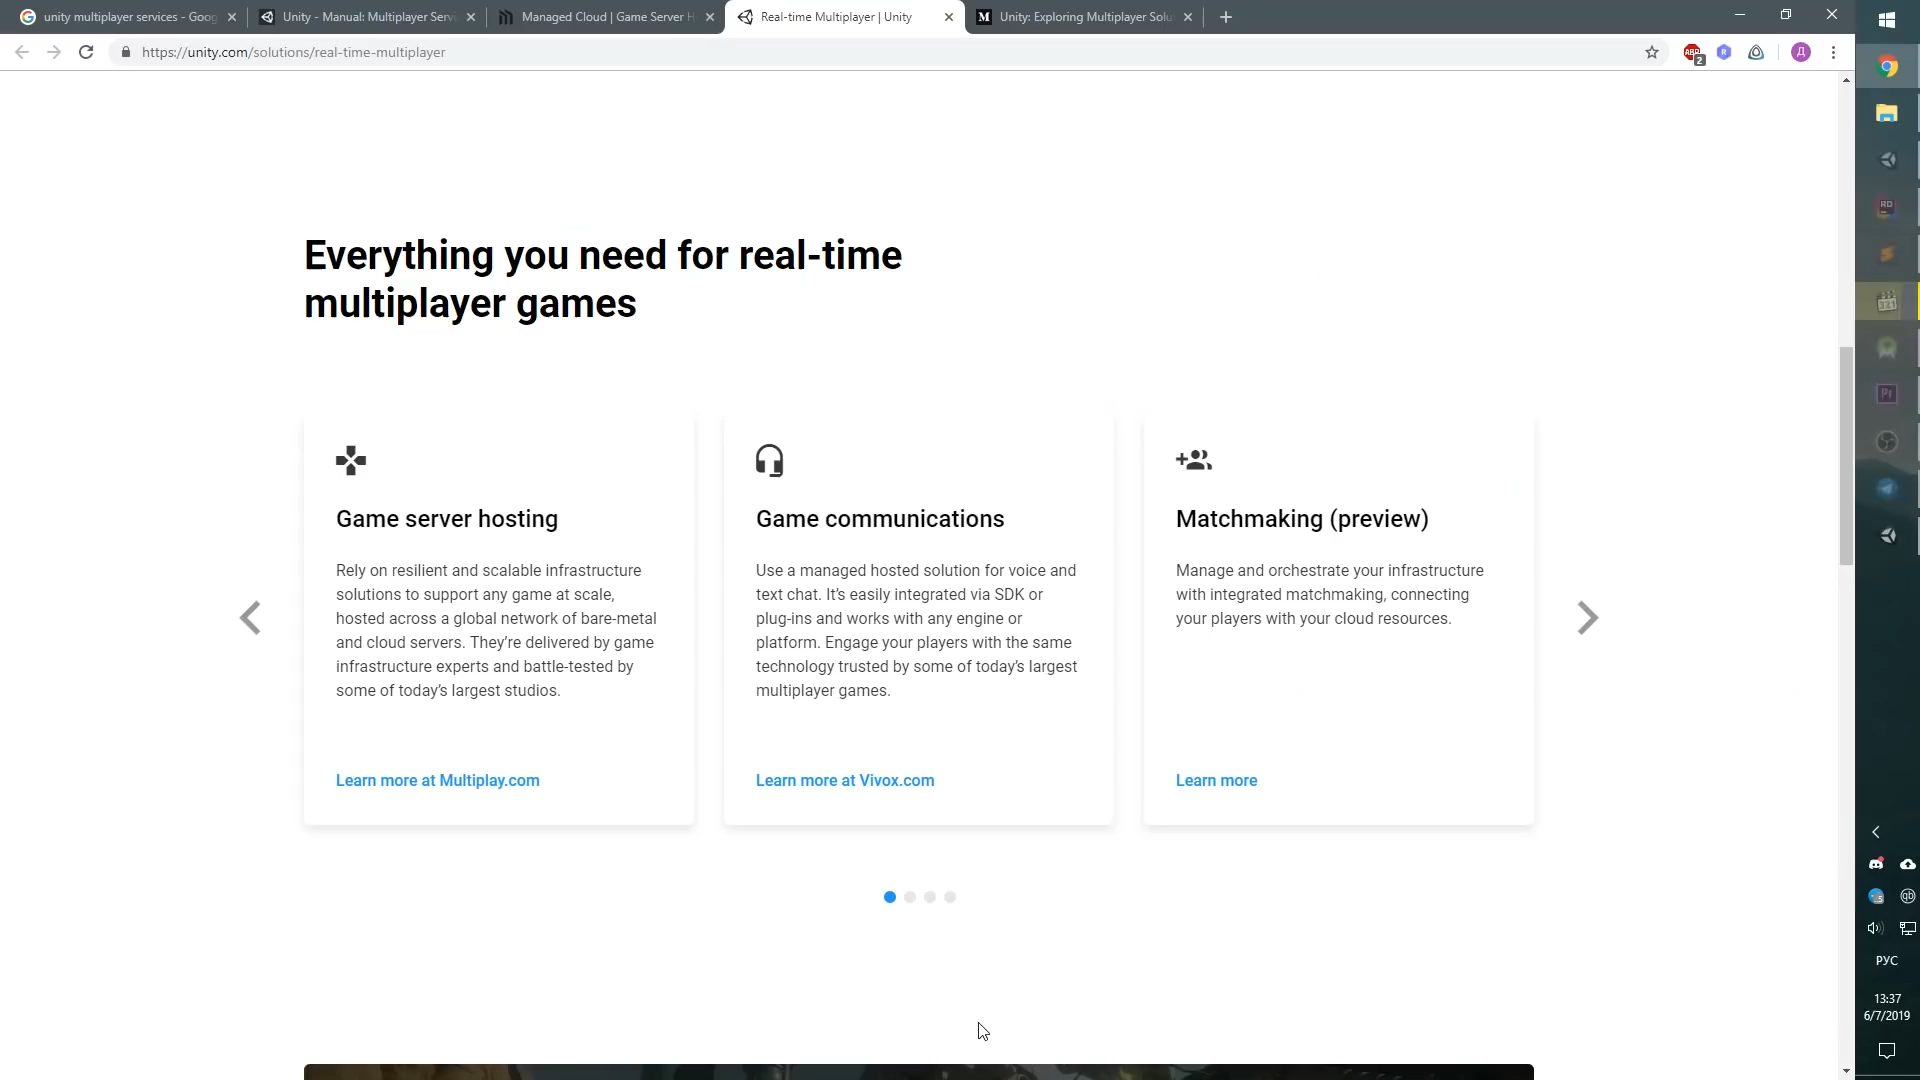 unity multiplayer services - Goog
Unity - Manual: Multiplayer Serv
Managed Cloud | Game Server H
Real-time Multiplayer | Unity
Unity: Exploring Multiplayer Solu
https://unity.com/solutions/real-time-multiplayer
ABP
2
R
Д
Everything you need for real-time
multiplayer games
Game server hosting
Rely on resilient and scalable infrastructure
solutions to support any game at scale,
hosted across a global network of bare-metal
and cloud servers. They’re delivered by game
infrastructure experts and battle-tested by
some of today’s largest studios.
Learn more at Multiplay.com
Game communications
Use a managed hosted solution for voice and
text chat. It’s easily integrated via SDK or
plug-ins and works with any engine or
platform. Engage your players with the same
technology trusted by some of today’s largest
multiplayer games.
Learn more at Vivox.com
Matchmaking (preview)
Manage and orchestrate your infrastructure
with integrated matchmaking, connecting
your players with your cloud resources.
Learn more
RD
321
Pr
qb
РУС
13:37
6/7/2019